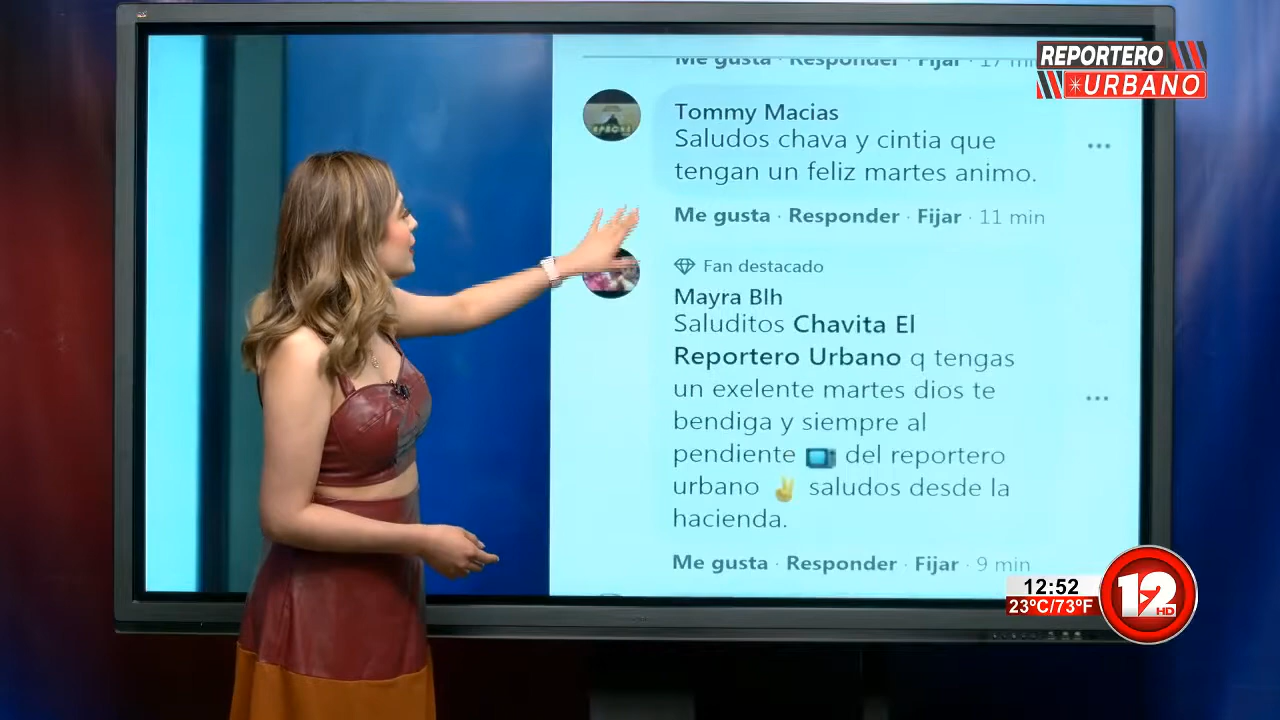 Me gusta · Responder · Fijar · 17 min
REPORTERO
URBANO
Tommy Macias
Saludos chava y cintia que
tengan un feliz martes animo.
Me gusta · Responder · Fijar · 11 min
Fan destacado
Mayra Blh
Saluditos Chavita El
Reportero Urbano q tengas
un exelente martes dios te
bendiga y siempre al
pendiente 📺 del reportero
urbano ✌ saludos desde la
hacienda.
Me gusta · Responder · Fijar · 9 min
12:52
23ºC/73ºF
12
HD